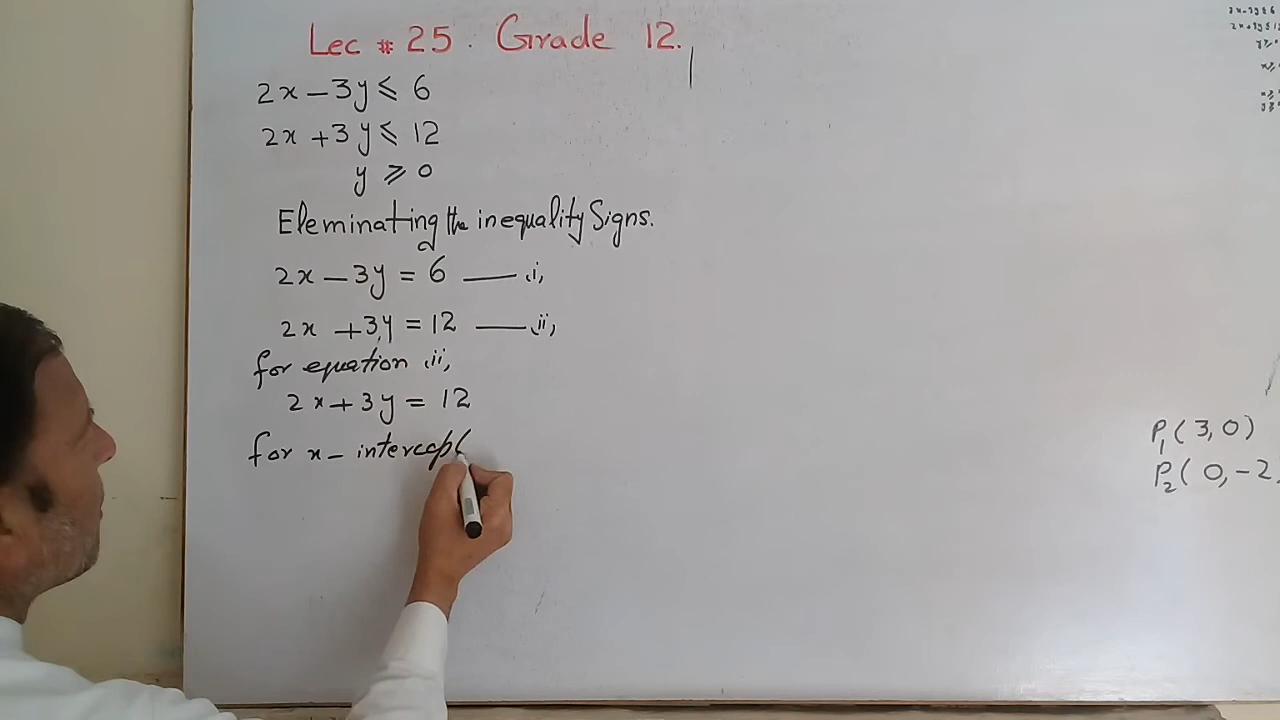 Lec # 25. Grade 12.
2x - 3y ⩽ 6
2x + 3y ⩽ 12
y ⩾ 0
Eleminating the inequality Signs.
2x - 3y = 6 —— i,
2x + 3y = 12 —— ii,
for equation ii,
2x + 3y = 12
for x - intercep
P1(3, 0)
P2(0, -2)